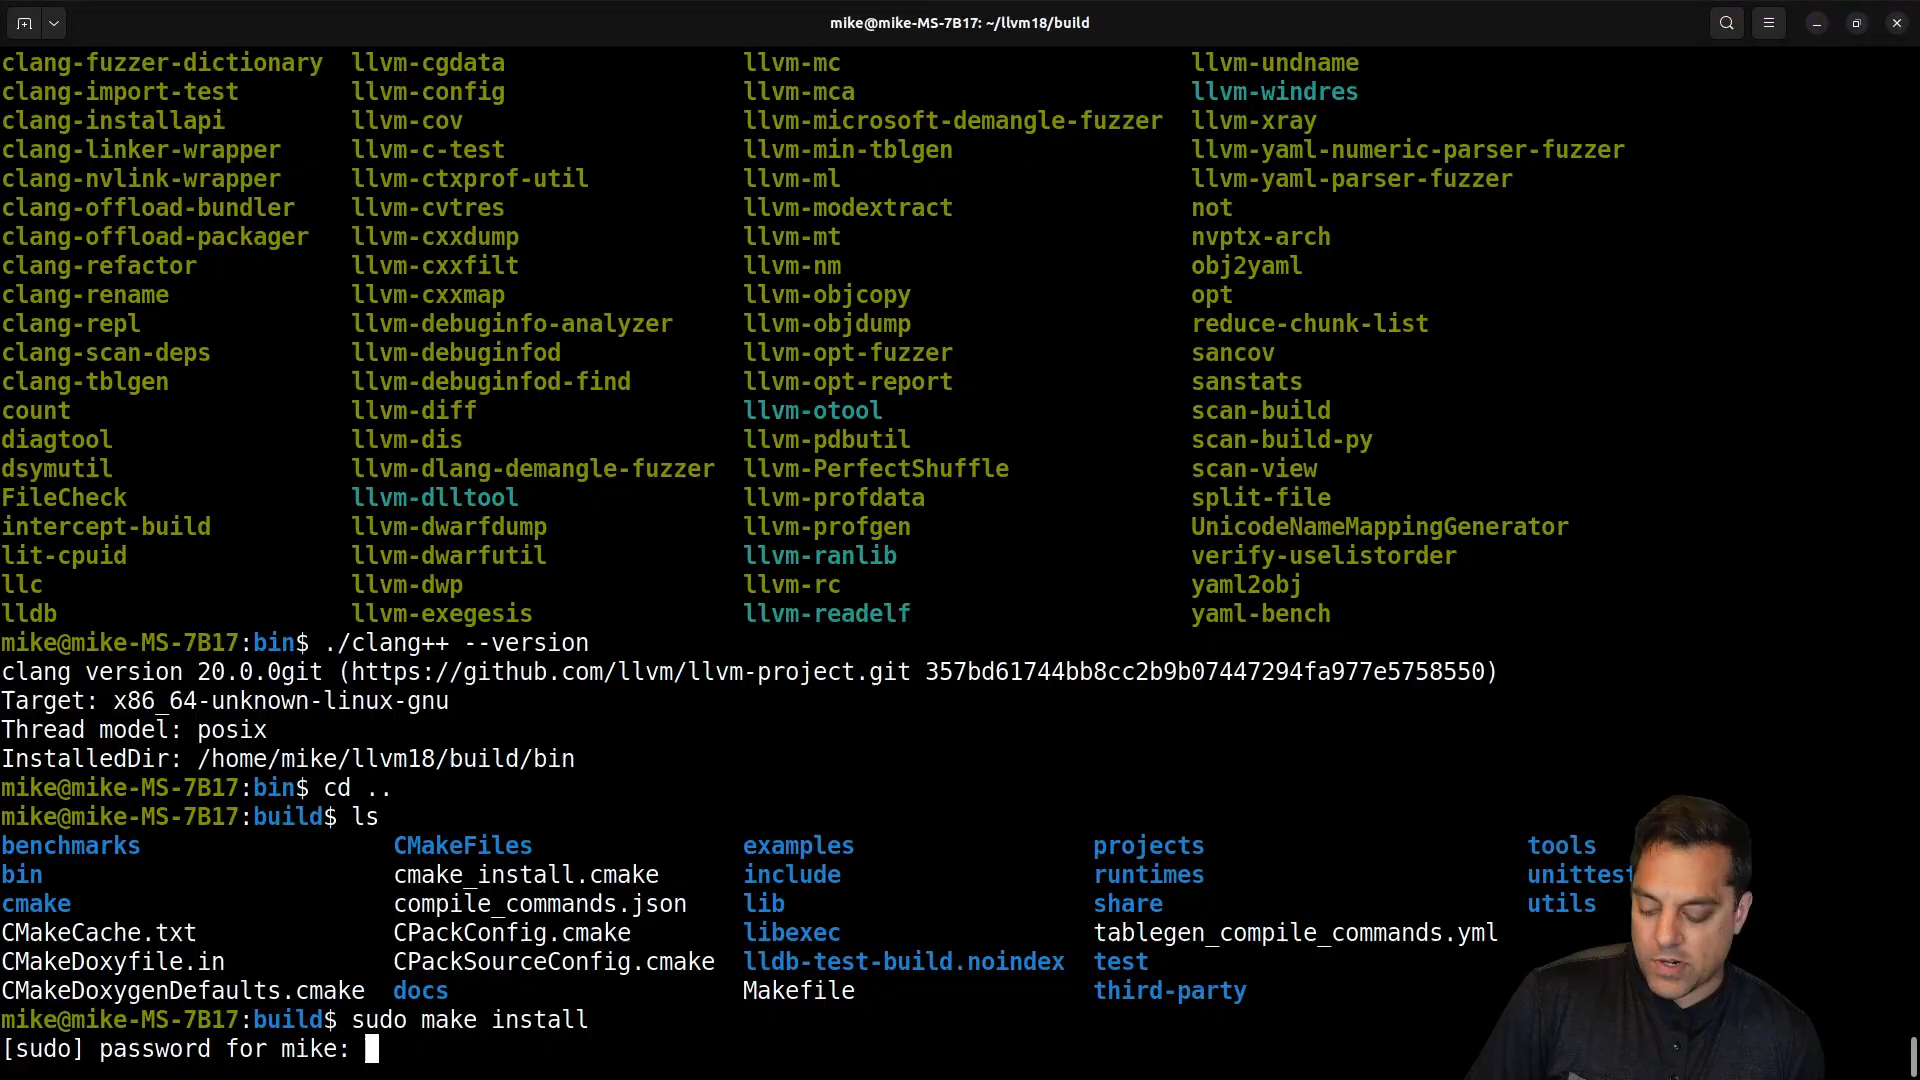 mike@mike-MS-7B17: ~/llvm18/build
clang-fuzzer-dictionary llvm-cgdata llvm-mc llvm-undname
clang-import-test llvm-config llvm-mca llvm-windres
clang-installapi llvm-cov llvm-microsoft-demangle-fuzzer llvm-xray
clang-linker-wrapper llvm-c-test llvm-min-tblgen llvm-yaml-numeric-parser-fuzzer
clang-nvlink-wrapper llvm-ctxprof-util llvm-ml llvm-yaml-parser-fuzzer
clang-offload-bundler llvm-cvtres llvm-modextract not
clang-offload-packager llvm-cxxdump llvm-mt nvptx-arch
clang-refactor llvm-cxxfilt llvm-nm obj2yaml
clang-rename llvm-cxxmap llvm-objcopy opt
clang-repl llvm-debuginfo-analyzer llvm-objdump reduce-chunk-list
clang-scan-deps llvm-debuginfod llvm-opt-fuzzer sancov
clang-tblgen llvm-debuginfod-find llvm-opt-report sanstats
count llvm-diff llvm-otool scan-build
diagtool llvm-dis llvm-pdbutil scan-build-py
dsymutil llvm-dlang-demangle-fuzzer llvm-PerfectShuffle scan-view
FileCheck llvm-dlltool llvm-profdata split-file
intercept-build llvm-dwarfdump llvm-profgen UnicodeNameMappingGenerator
lit-cpuid llvm-dwarfutil llvm-ranlib verify-uselistorder
llc llvm-dwp llvm-rc yaml2obj
lldb llvm-exegesis llvm-readelf yaml-bench
mike@mike-MS-7B17:bin$ ./clang++ --version
clang version 20.0.0git (https://github.com/llvm/llvm-project.git 357bd61744bb8cc2b9b07447294fa977e5758550)
Target: x86_64-unknown-linux-gnu
Thread model: posix
InstalledDir: /home/mike/llvm18/build/bin
mike@mike-MS-7B17:bin$ cd ..
mike@mike-MS-7B17:build$ ls
benchmarks CMakeFiles examples projects tools
bin cmake_install.cmake include runtimes unittest
cmake compile_commands.json lib share utils
CMakeCache.txt CPackConfig.cmake libexec tablegen_compile_commands.yml
CMakeDoxyfile.in CPackSourceConfig.cmake lldb-test-build.noindex test
CMakeDoxygenDefaults.cmake docs Makefile third-party
mike@mike-MS-7B17:build$ sudo make install
[sudo] password for mike: